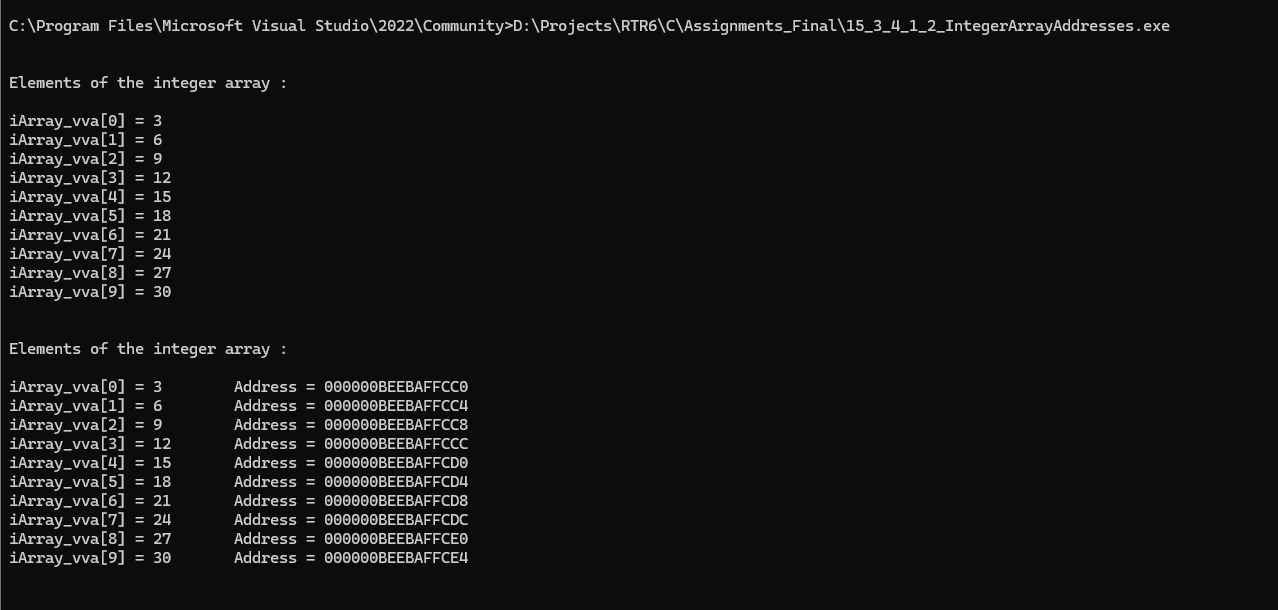 C:\Program Files\Microsoft Visual Studio\2022\Community>D:\Projects\RTR6\C\Assignments_Final\15_3_4_1_2_IntegerArrayAddresses.exe
Elements of the integer array :
iArray_vva[0] = 3
iArray_vva[1] = 6
iArray_vva[2] = 9
iArray_vva[3] = 12
iArray_vva[4] = 15
iArray_vva[5] = 18
iArray_vva[6] = 21
iArray_vva[7] = 24
iArray_vva[8] = 27
iArray_vva[9] = 30
Elements of the integer array :
iArray_vva[0] = 3        Address = 000000BEEBAFFCC0
iArray_vva[1] = 6        Address = 000000BEEBAFFCC4
iArray_vva[2] = 9        Address = 000000BEEBAFFCC8
iArray_vva[3] = 12       Address = 000000BEEBAFFCCC
iArray_vva[4] = 15       Address = 000000BEEBAFFCD0
iArray_vva[5] = 18       Address = 000000BEEBAFFCD4
iArray_vva[6] = 21       Address = 000000BEEBAFFCD8
iArray_vva[7] = 24       Address = 000000BEEBAFFCDC
iArray_vva[8] = 27       Address = 000000BEEBAFFCE0
iArray_vva[9] = 30       Address = 000000BEEBAFFCE4